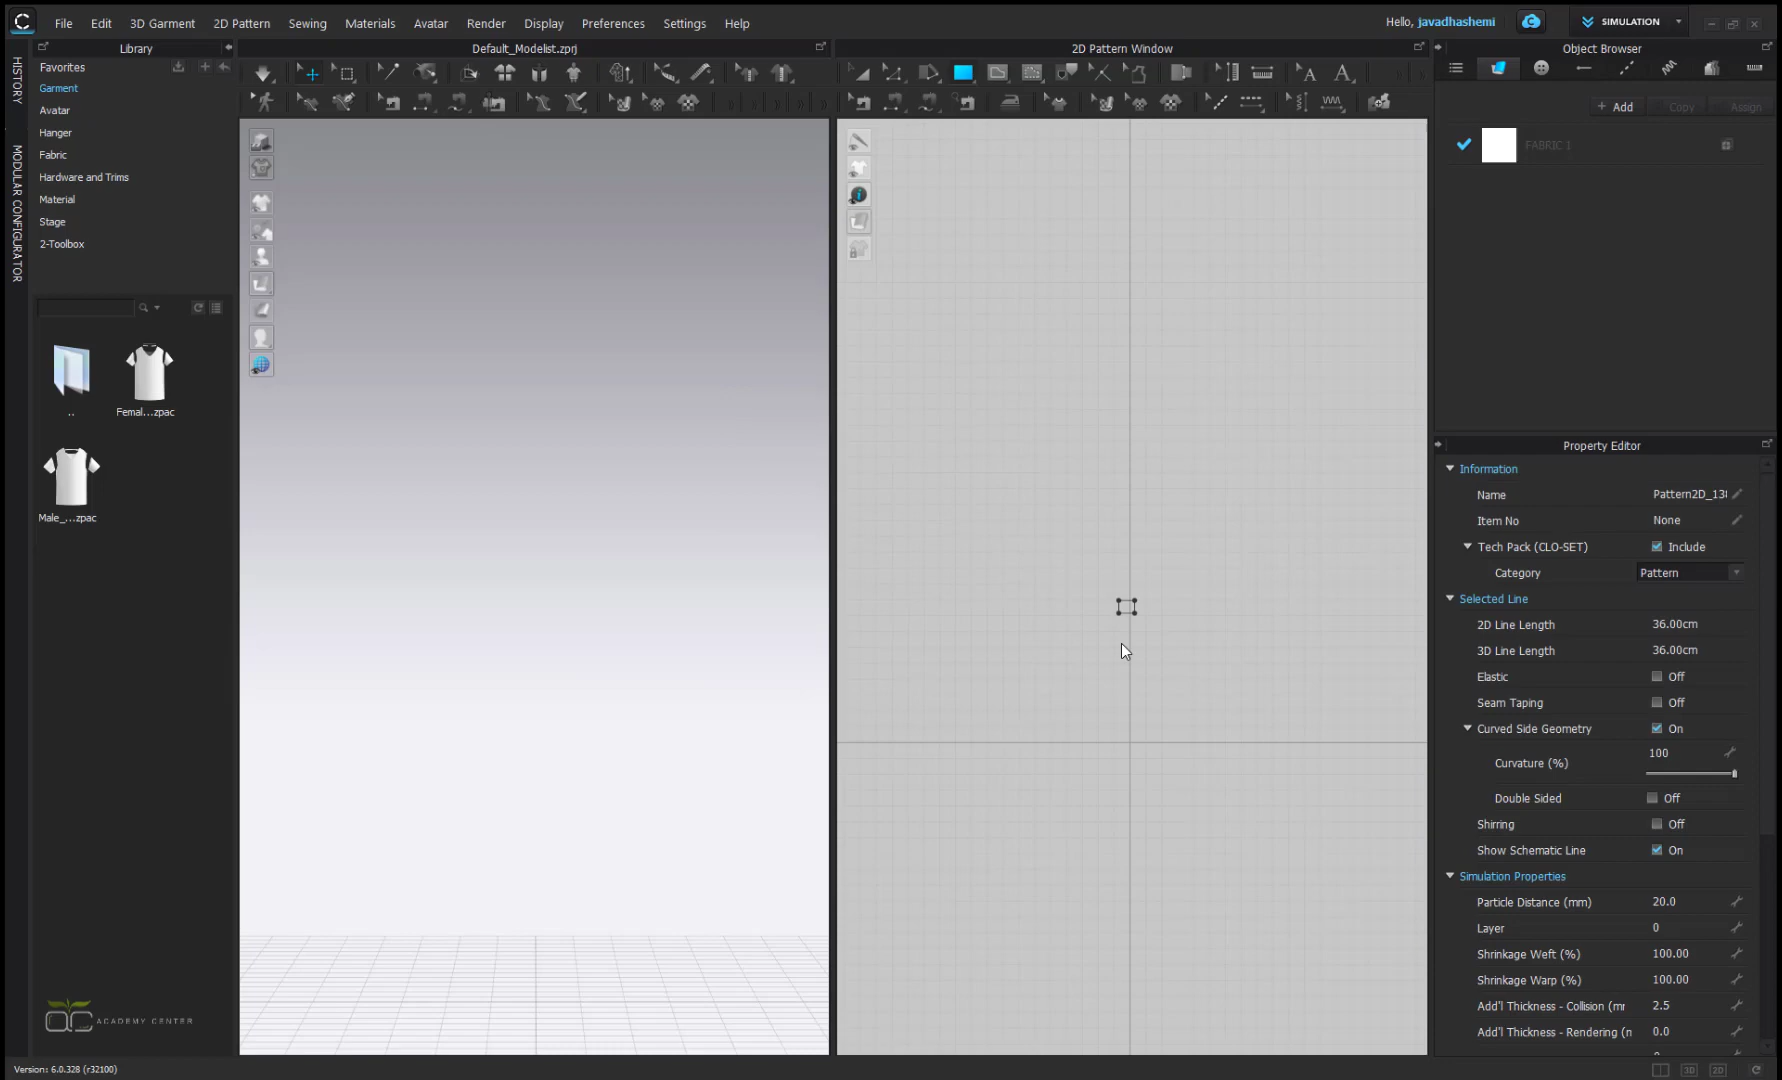 File Edit 3D Garment 2D Pattern Sewing Materials Avatar Render Display Preferences Settings Help
Hello, javadhashemi
SIMULATION
Library
Default_Modelist.zprj
2D Pattern Window
Object Browser
HISTORY
MODULAR CONFIGURATOR
Favorites
Garment
Avatar
Hanger
Fabric
Hardware and Trims
Material
Stage
2-Toolbox
..
Femal...zpac
Male_...zpac
+ Add Copy Assign
FABRIC 1
Property Editor
Information
Name Pattern2D_13
Item No None
Tech Pack (CLO-SET) Include
Category Pattern
Selected Line
2D Line Length 36.00cm
3D Line Length 36.00cm
Elastic Off
Seam Taping Off
Curved Side Geometry On
Curvature (%) 100
Double Sided Off
Shirring Off
Show Schematic Line On
Simulation Properties
Particle Distance (mm) 20.0
Layer 0
Shrinkage Weft (%) 100.00
Shrinkage Warp (%) 100.00
Add'l Thickness - Collision (mr 2.5
Add'l Thickness - Rendering (n 0.0
ACADEMY CENTER
Version: 6.0.328 (r32100)
3D 2D